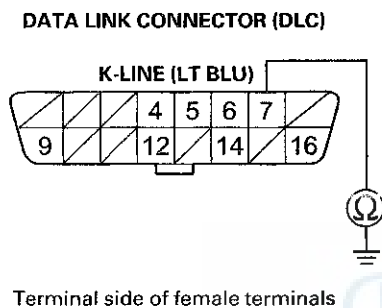 DATA LINK CONNECTOR (DLC)
K-LINE (LT BLU)
4 5 6 7
9 12 14 16
Ω
Terminal side of female terminals